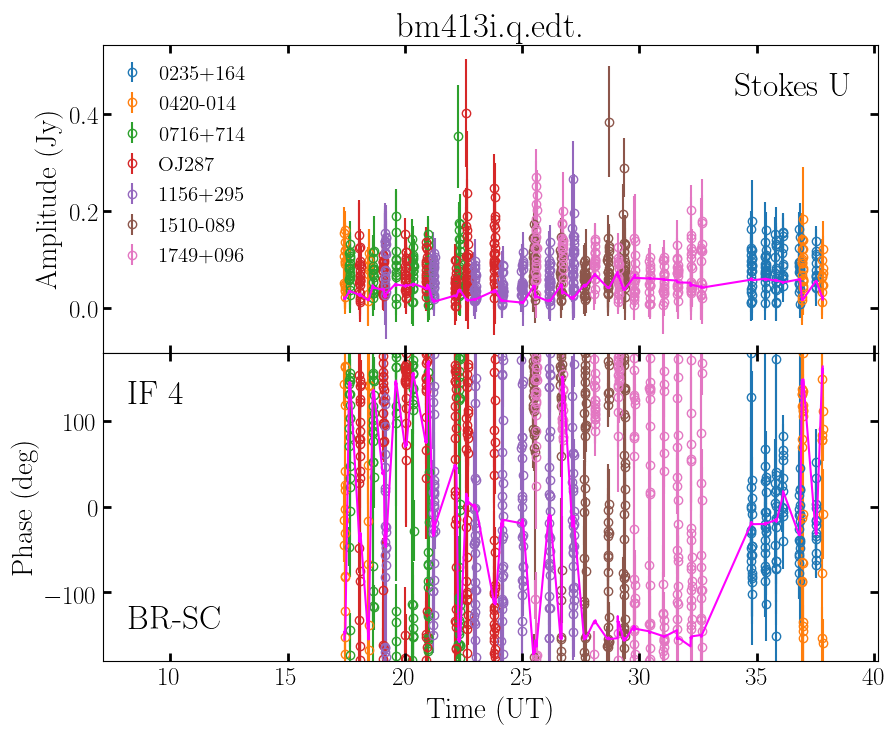 bm413i.q.edt.
Stokes U
0235+164
0420-014
0716+714
OJ287
1156+295
1510-089
1749+096
Amplitude (Jy)
0.4
0.2
0.0
IF 4
BR-SC
Phase (deg)
100
0
−100
10 15 20 25 30 35 40
Time (UT)